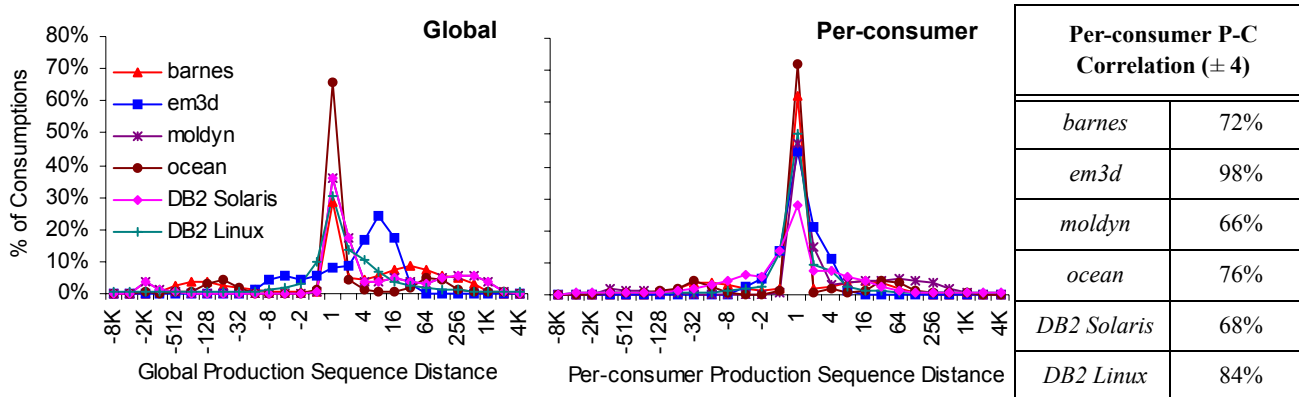 Global
80%
70%
60%
50%
40%
30%
20%
10%
0%
% of Consumptions
barnes
em3d
moldyn
ocean
DB2 Solaris
DB2 Linux
-8K
-2K
-512
-128
-32
-8
-2
1
4
16
64
256
1K
4K
Global Production Sequence Distance
Per-consumer
-8K
-2K
-512
-128
-32
-8
-2
1
4
16
64
256
1K
4K
Per-consumer Production Sequence Distance
Per-consumer P-C
Correlation (± 4)
barnes 72%
em3d 98%
moldyn 66%
ocean 76%
DB2 Solaris 68%
DB2 Linux 84%